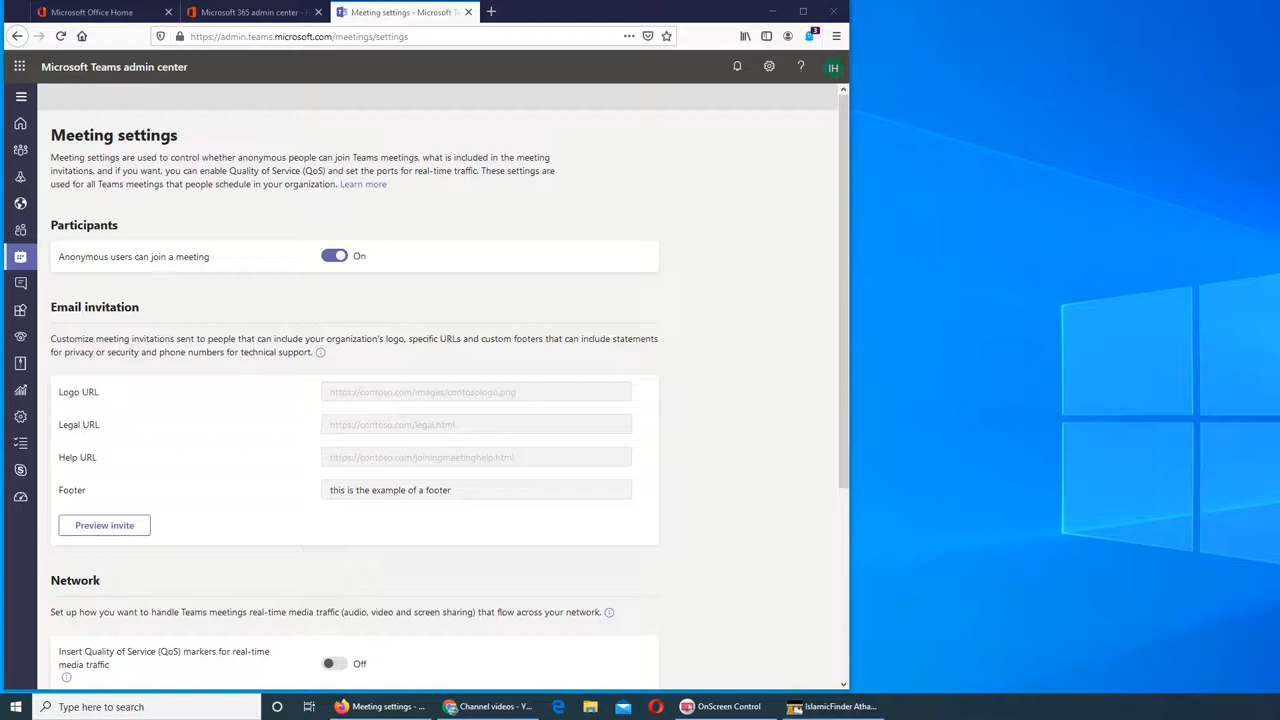 Microsoft Office Home
Microsoft 365 admin center -
Meeting settings - Microsoft T
https://admin.teams.microsoft.com/meetings/settings
3
Microsoft Teams admin center
IH
Meeting settings
Meeting settings are used to control whether anonymous people can join Teams meetings, what is included in the meeting
invitations, and if you want, you can enable Quality of Service (QoS) and set the ports for real-time traffic. These settings are
used for all Teams meetings that people schedule in your organization. Learn more
Participants
Anonymous users can join a meeting
On
Email invitation
Customize meeting invitations sent to people that can include your organization's logo, specific URLs and custom footers that can include statements
for privacy or security and phone numbers for technical support.
Logo URL
https://contoso.com/images/contosologo.png
Legal URL
https://contoso.com/legal.html
Help URL
https://contoso.com/joiningmeetinghelp.html
Footer
this is the example of a footer
Preview invite
Network
Set up how you want to handle Teams meetings real-time media traffic (audio, video and screen sharing) that flow across your network.
Insert Quality of Service (QoS) markers for real-time
media traffic
Off
Type here to search
Meeting settings - ...
Channel videos - Y...
OnScreen Control
IslamicFinder Atha...